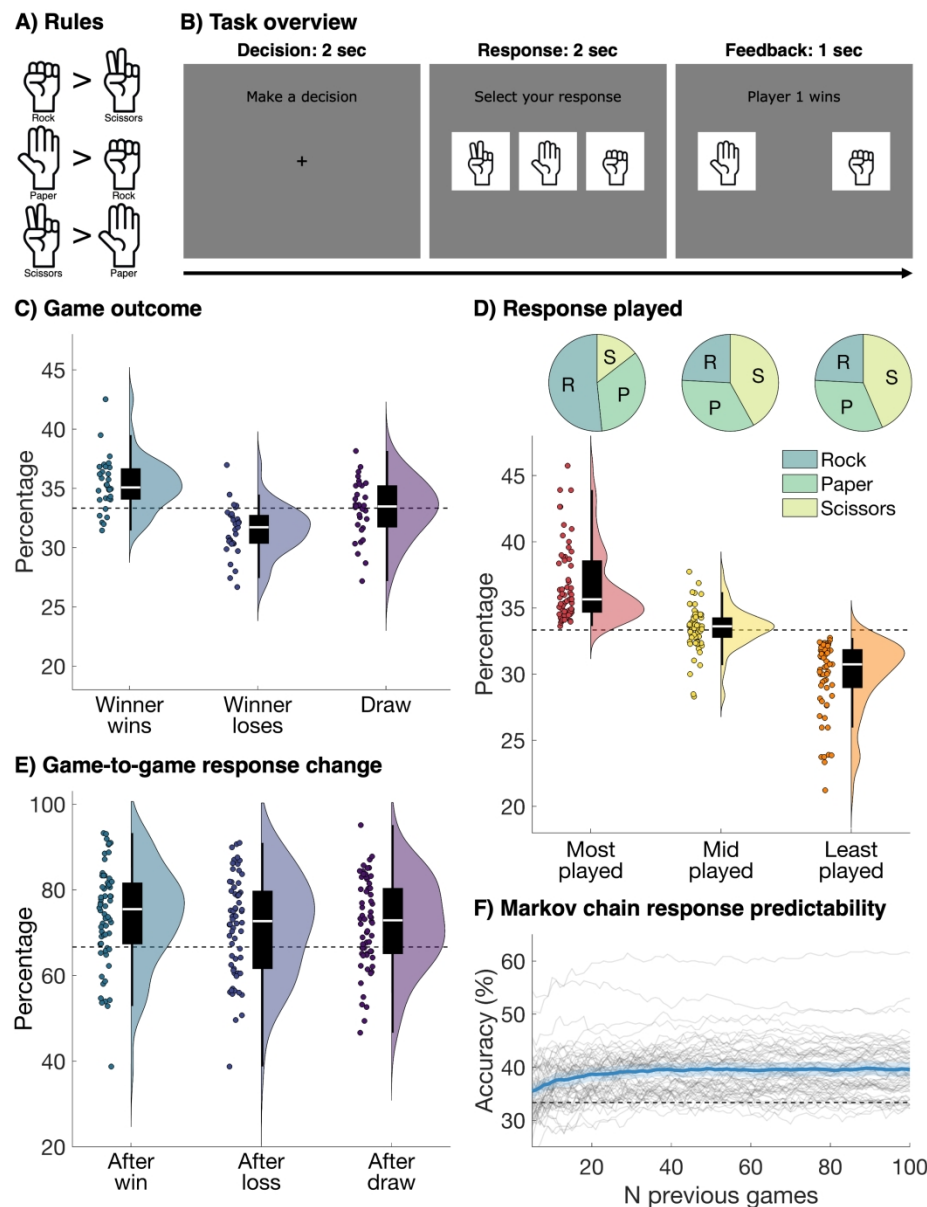 A) Rules
Rock
>
Scissors
Paper
>
Rock
Scissors
>
Paper
B) Task overview
Decision: 2 sec
Make a decision
+
Response: 2 sec
Select your response
Feedback: 1 sec
Player 1 wins
C) Game outcome
Percentage
45
40
35
30
25
20
Winner wins
Winner loses
Draw
D) Response played
R
S
P
R
S
P
R
S
P
Rock
Paper
Scissors
Percentage
45
40
35
30
25
20
Most played
Mid played
Least played
E) Game-to-game response change
Percentage
100
80
60
40
20
After win
After loss
After draw
F) Markov chain response predictability
Accuracy (%)
60
50
40
30
20
40
60
80
100
N previous games